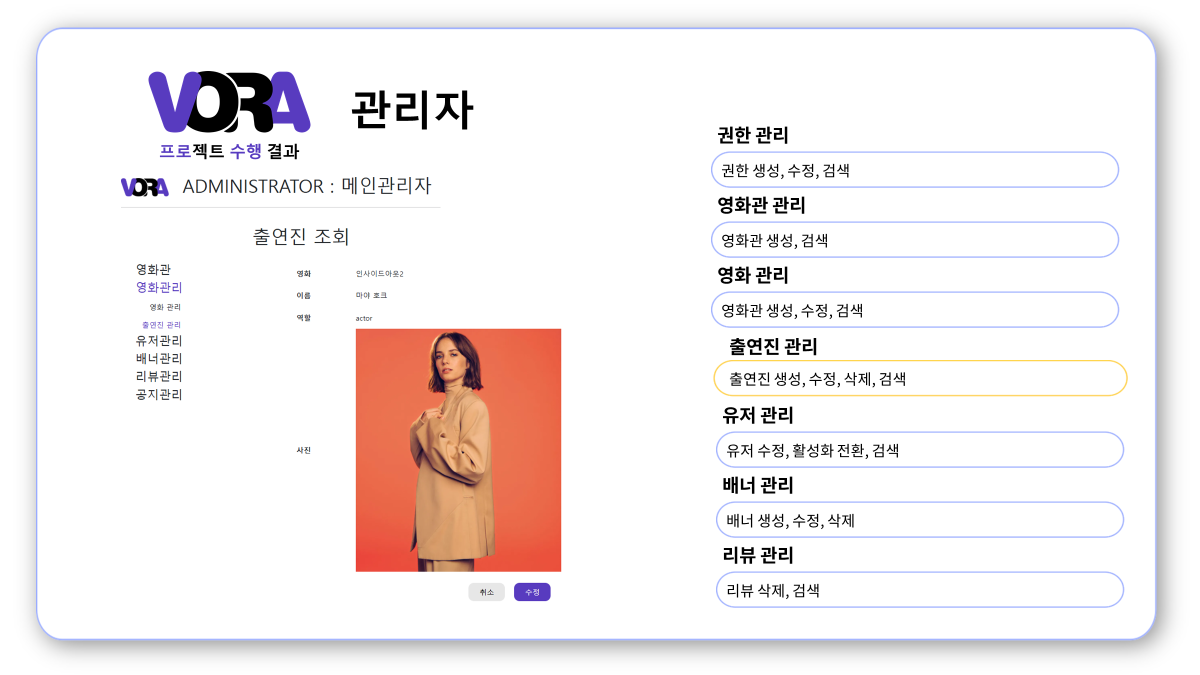 VORA
관리자
프로젝트 수행 결과
VORA ADMINISTRATOR : 메인관리자
출연진 조회
영화관
영화관리
영화 관리
출연진 관리
유저관리
배너관리
리뷰관리
공지관리
영화 인사이드아웃2
이름 마야 호크
역할 actor
사진
취소 수정
권한 관리
권한 생성, 수정, 검색
영화관 관리
영화관 생성, 검색
영화 관리
영화관 생성, 수정, 검색
출연진 관리
출연진 생성, 수정, 삭제, 검색
유저 관리
유저 수정, 활성화 전환, 검색
배너 관리
배너 생성, 수정, 삭제
리뷰 관리
리뷰 삭제, 검색